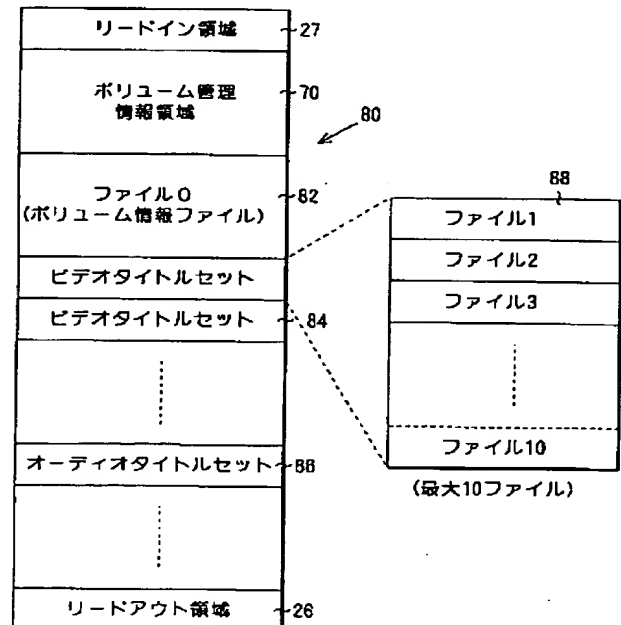 リードイン領域
27
ボリューム管理
情報領域
70
80
ファイル0
(ボリューム情報ファイル)
82
ビデオタイトルセット
ビデオタイトルセット
84
オーディオタイトルセット
86
リードアウト領域
26
88
ファイル1
ファイル2
ファイル3
ファイル10
(最大10ファイル)